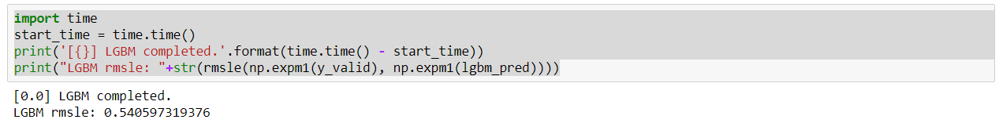 import time
start_time = time.time()
print('[{}] LGBM completed.'.format(time.time() - start_time))
print("LGBM rmsle: "+str(rmsle(np.expm1(y_valid), np.expm1(lgbm_pred))))
[0.0] LGBM completed.
LGBM rmsle: 0.540597319376